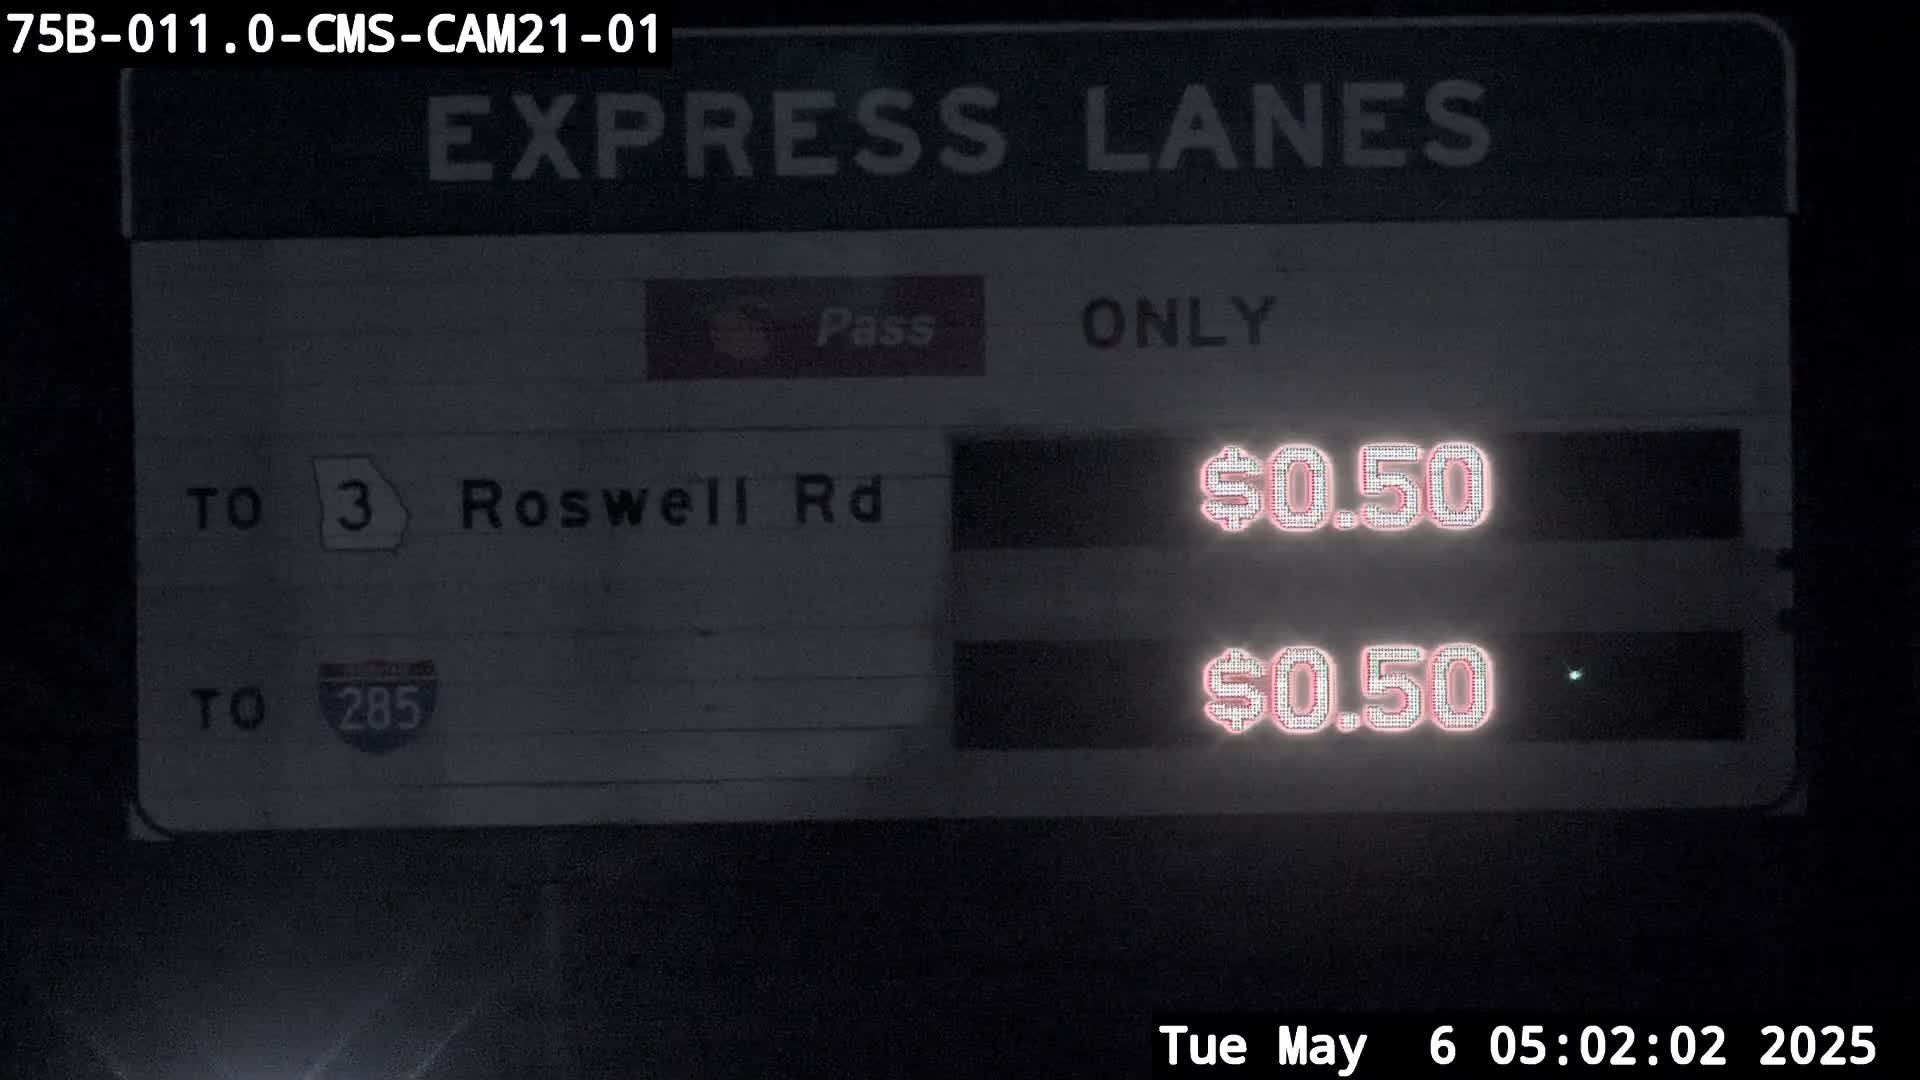 75B-011.0-CMS-CAM21-01
EXPRESS LANES
Pass ONLY
TO 3 Roswell Rd $0.50
TO 285 $0.50
Tue May 6 05:02:02 2025